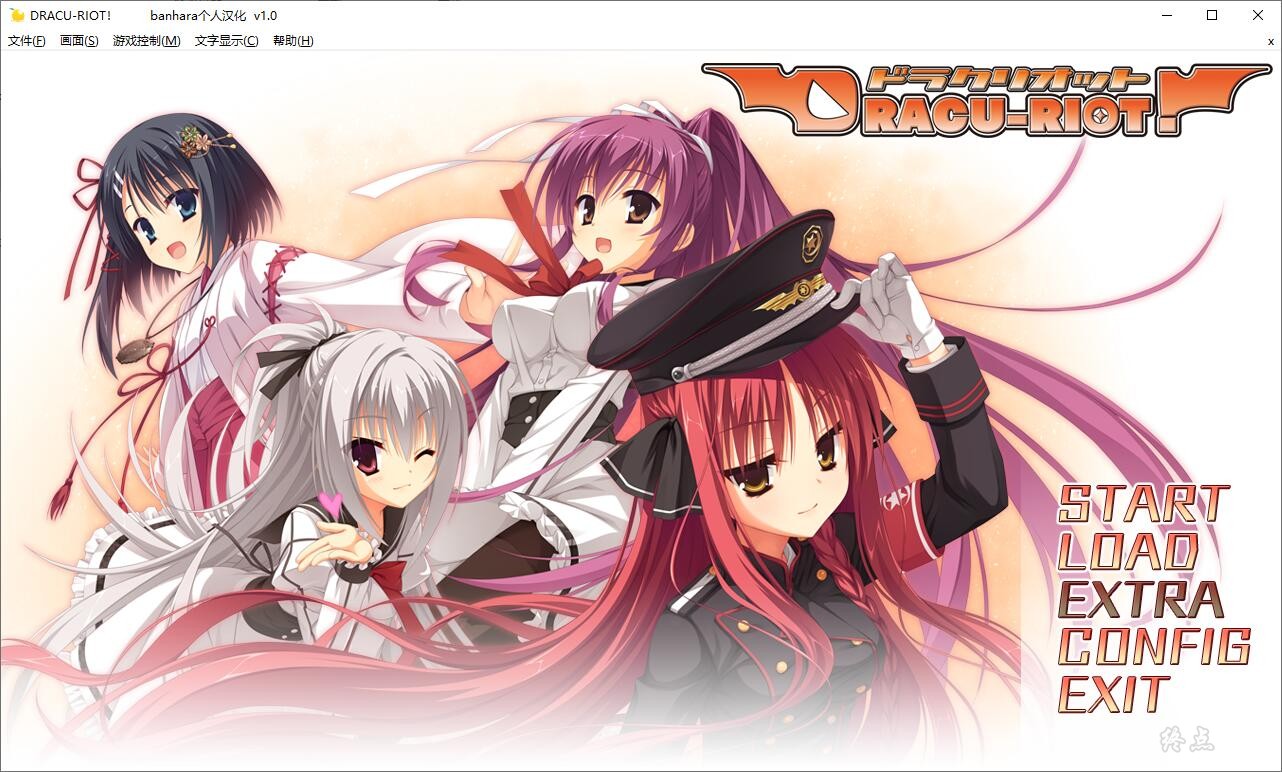 DRACU-RIOT!  banhara个人汉化 v1.0
文件(F) 画面(S) 游戏控制(M) 文字显示(C) 帮助(H) x
ドラクリオット
DRACU-RIOT!
START
LOAD
EXTRA
CONFIG
EXIT
终点